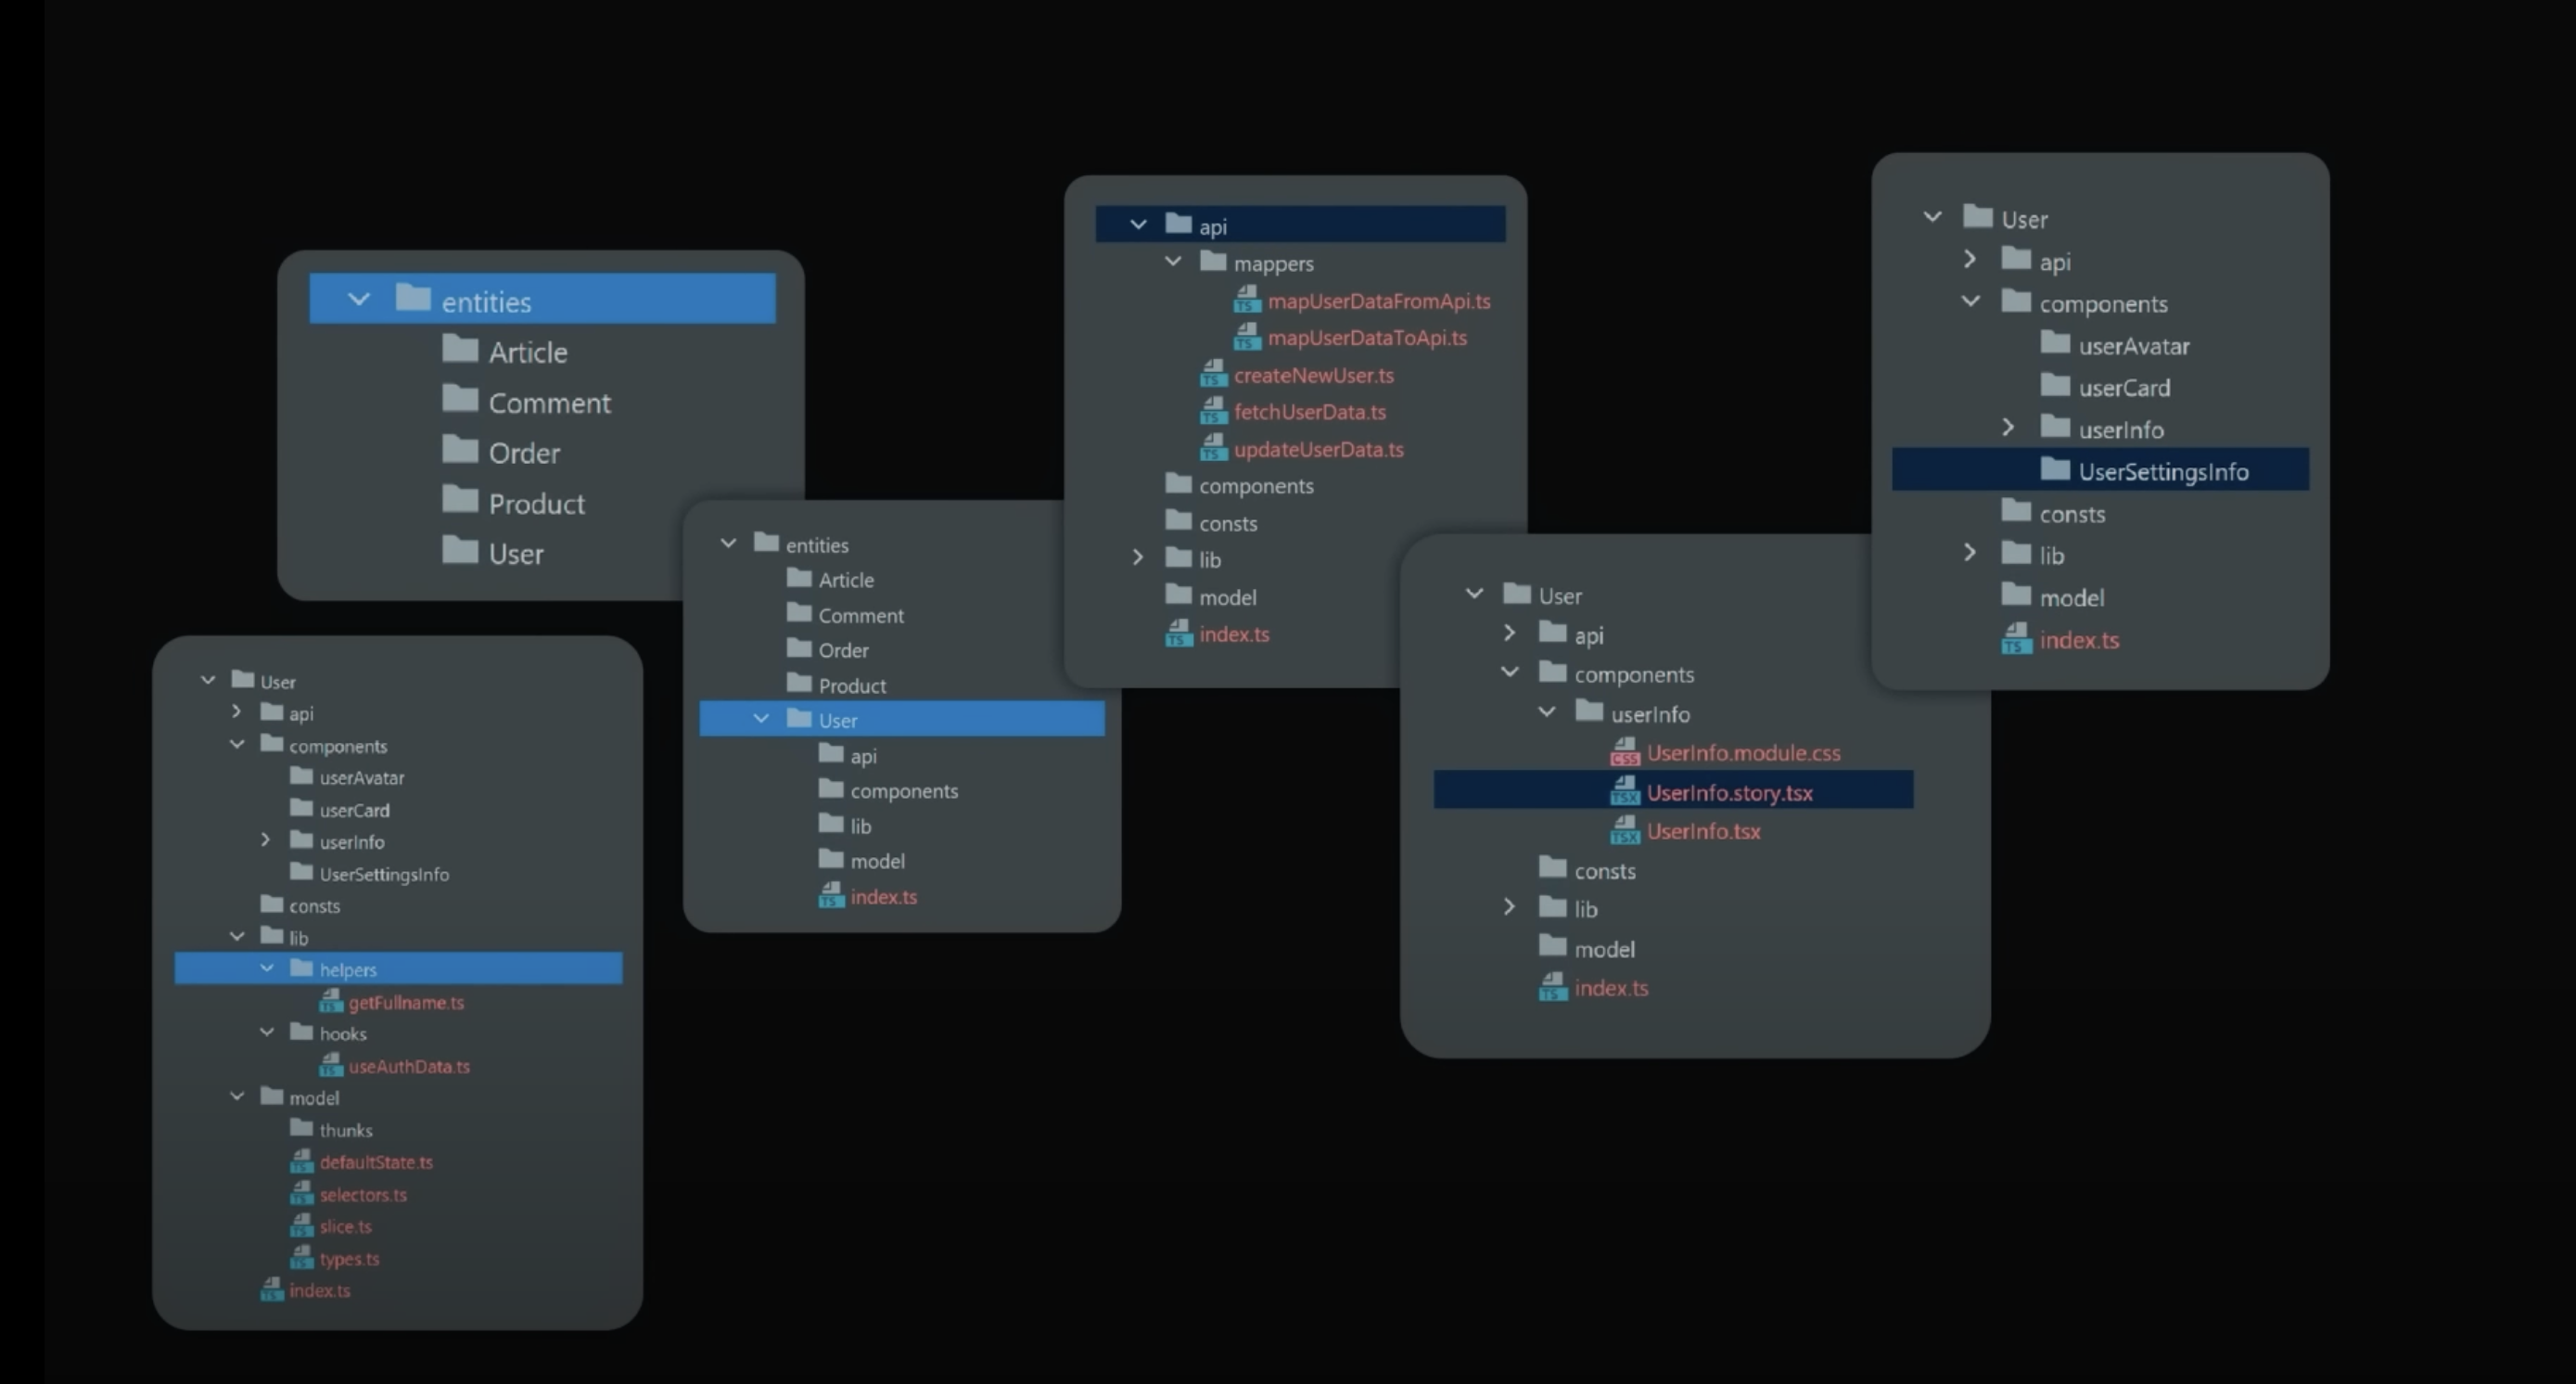 entities
Article
Comment
Order
Product
User
User
api
components
userAvatar
userCard
userInfo
UserSettingsInfo
consts
lib
helpers
getFullname.ts
hooks
useAuthData.ts
model
thunks
defaultState.ts
selectors.ts
slice.ts
types.ts
index.ts
entities
Article
Comment
Order
Product
User
api
components
lib
model
index.ts
api
mappers
mapUserDataFromApi.ts
mapUserDataToApi.ts
createNewUser.ts
fetchUserData.ts
updateUserData.ts
components
consts
lib
model
index.ts
User
api
components
userInfo
UserInfo.module.css
UserInfo.story.tsx
UserInfo.tsx
consts
lib
model
index.ts
User
api
components
userAvatar
userCard
userInfo
UserSettingsInfo
consts
lib
model
index.ts